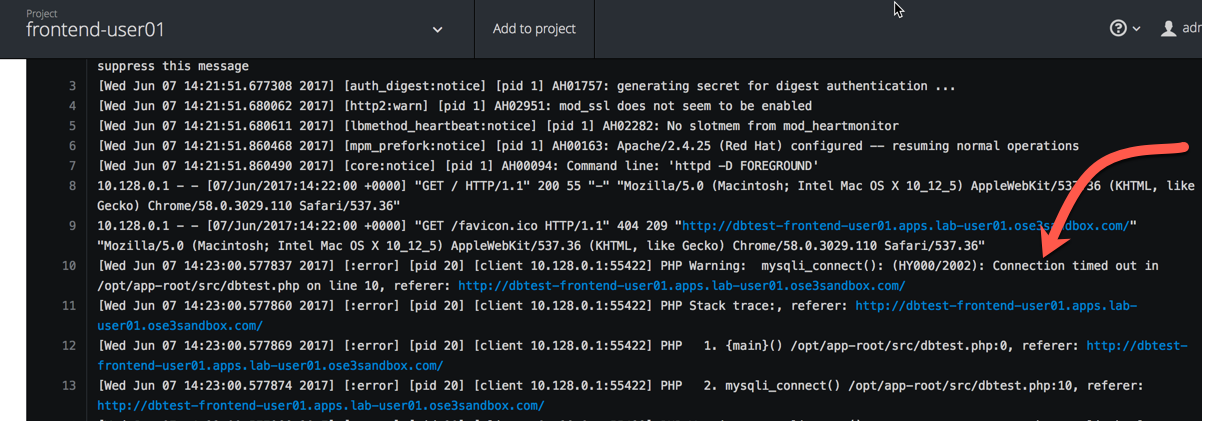 Project
frontend-user01
Add to project
adm
suppress this message
3 [Wed Jun 07 14:21:51.677308 2017] [auth_digest:notice] [pid 1] AH01757: generating secret for digest authentication ...
4 [Wed Jun 07 14:21:51.680062 2017] [http2:warn] [pid 1] AH02951: mod_ssl does not seem to be enabled
5 [Wed Jun 07 14:21:51.680611 2017] [lbmethod_heartbeat:notice] [pid 1] AH02282: No slotmem from mod_heartmonitor
6 [Wed Jun 07 14:21:51.860468 2017] [mpm_prefork:notice] [pid 1] AH00163: Apache/2.4.25 (Red Hat) configured -- resuming normal operations
7 [Wed Jun 07 14:21:51.860490 2017] [core:notice] [pid 1] AH00094: Command line: 'httpd -D FOREGROUND'
8 10.128.0.1 - - [07/Jun/2017:14:22:00 +0000] "GET / HTTP/1.1" 200 55 "-" "Mozilla/5.0 (Macintosh; Intel Mac OS X 10_12_5) AppleWebKit/537.36 (KHTML, like
Gecko) Chrome/58.0.3029.110 Safari/537.36"
9 10.128.0.1 - - [07/Jun/2017:14:22:00 +0000] "GET /favicon.ico HTTP/1.1" 404 209 "http://dbtest-frontend-user01.apps.lab-user01.ose3sandbox.com/"
"Mozilla/5.0 (Macintosh; Intel Mac OS X 10_12_5) AppleWebKit/537.36 (KHTML, like Gecko) Chrome/58.0.3029.110 Safari/537.36"
10 [Wed Jun 07 14:23:00.577837 2017] [:error] [pid 20] [client 10.128.0.1:55422] PHP Warning:  mysqli_connect(): (HY000/2002): Connection timed out in
/opt/app-root/src/dbtest.php on line 10, referer: http://dbtest-frontend-user01.apps.lab-user01.ose3sandbox.com/
11 [Wed Jun 07 14:23:00.577860 2017] [:error] [pid 20] [client 10.128.0.1:55422] PHP Stack trace:, referer: http://dbtest-frontend-user01.apps.lab-
user01.ose3sandbox.com/
12 [Wed Jun 07 14:23:00.577869 2017] [:error] [pid 20] [client 10.128.0.1:55422] PHP   1. {main}() /opt/app-root/src/dbtest.php:0, referer: http://dbtest-
frontend-user01.apps.lab-user01.ose3sandbox.com/
13 [Wed Jun 07 14:23:00.577874 2017] [:error] [pid 20] [client 10.128.0.1:55422] PHP   2. mysqli_connect() /opt/app-root/src/dbtest.php:10, referer:
http://dbtest-frontend-user01.apps.lab-user01.ose3sandbox.com/